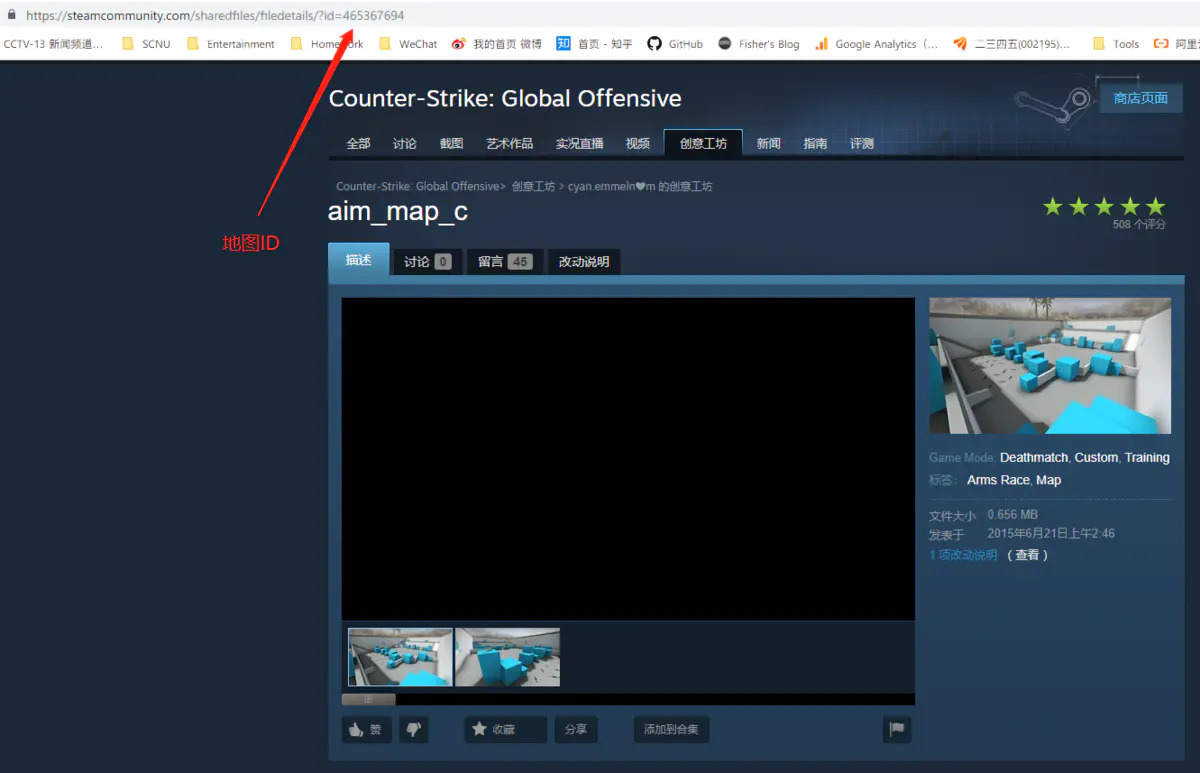 https://steamcommunity.com/sharedfiles/filedetails/?id=465367694
CCTV-13 新闻频道... SCNU Entertainment Homework WeChat 我的首页 微博 知 首页 - 知乎 GitHub Fisher's Blog Google Analytics (... 二三四五(002195)... Tools 阿里
Counter-Strike: Global Offensive
商店页面
全部 讨论 截图 艺术作品 实况直播 视频 创意工坊 新闻 指南 评测
Counter-Strike: Global Offensive> 创意工坊 > cyan.emmeln♥m 的创意工坊
aim_map_c
508 个评分
地图ID
描述 讨论 0 留言 45 改动说明
Game Mode: Deathmatch, Custom, Training
标签: Arms Race, Map
文件大小 0.656 MB
发表于 2015年6月21日上午2:46
1 项改动说明 ( 查看 )
赞 收藏 分享 添加到合集